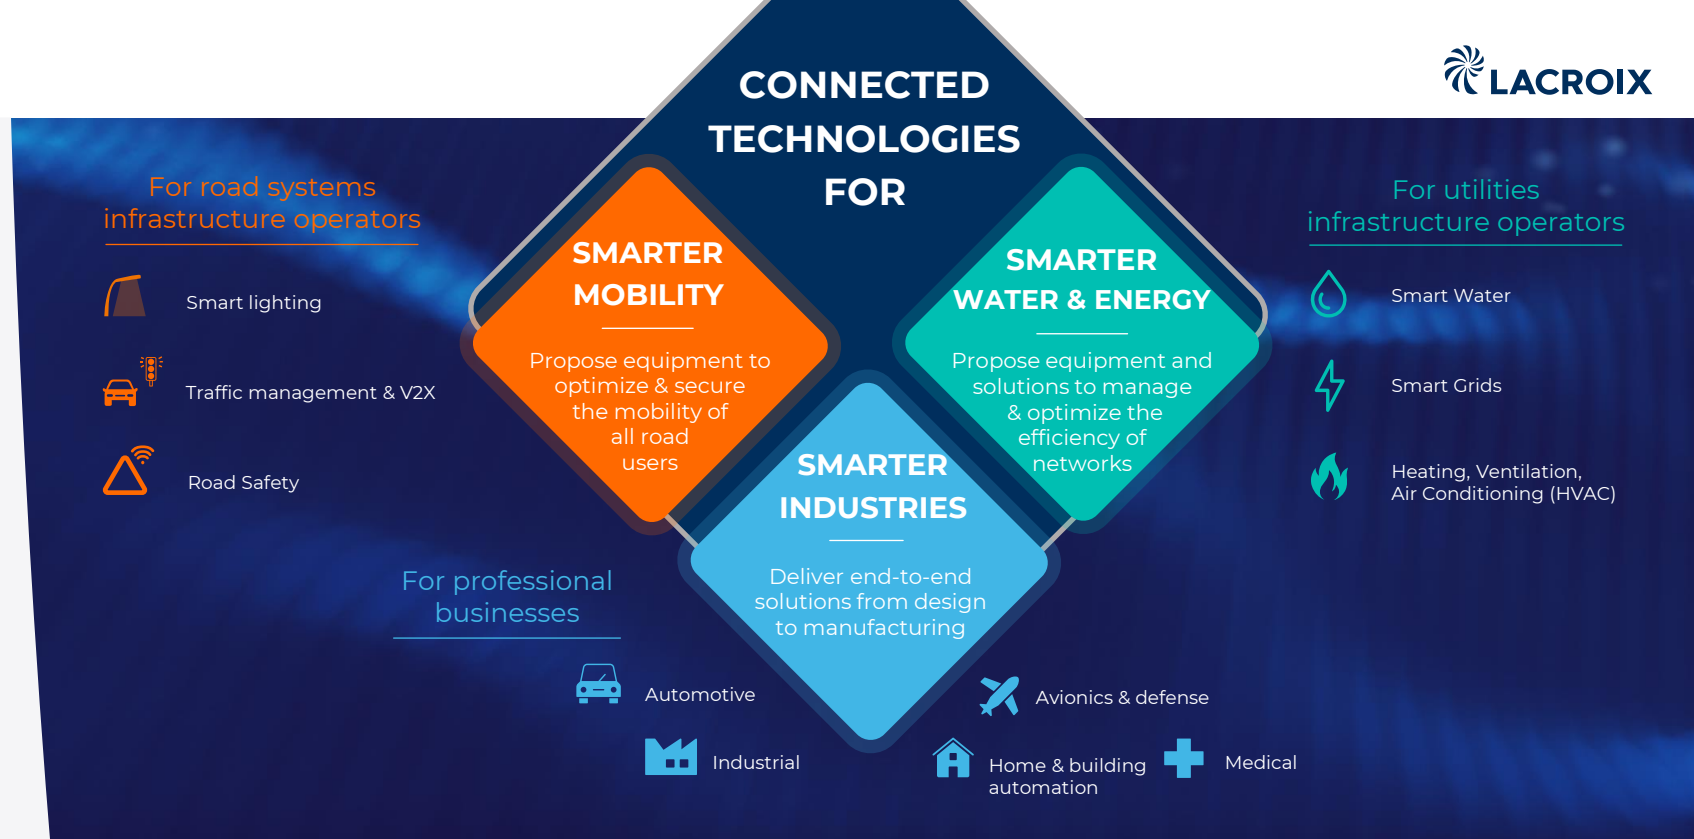 LACROIX
CONNECTED
TECHNOLOGIES
FOR
For road systems
infrastructure operators
Smart lighting
Traffic management & V2X
Road Safety
SMARTER
MOBILITY
Propose equipment to
optimize & secure
the mobility of
all road
users
SMARTER
WATER & ENERGY
Propose equipment and
solutions to manage
& optimize the
efficiency of
networks
For utilities
infrastructure operators
Smart Water
Smart Grids
Heating, Ventilation,
Air Conditioning (HVAC)
SMARTER
INDUSTRIES
Deliver end-to-end
solutions from design
to manufacturing
For professional
businesses
Automotive
Industrial
Avionics & defense
Home & building
automation
Medical